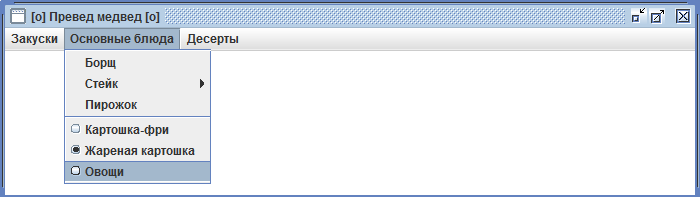 [o] Превед медвед [o]
Закуски Основные блюда Десерты
Борщ
Стейк
Пирожок
Картошка-фри
Жареная картошка
Овощи